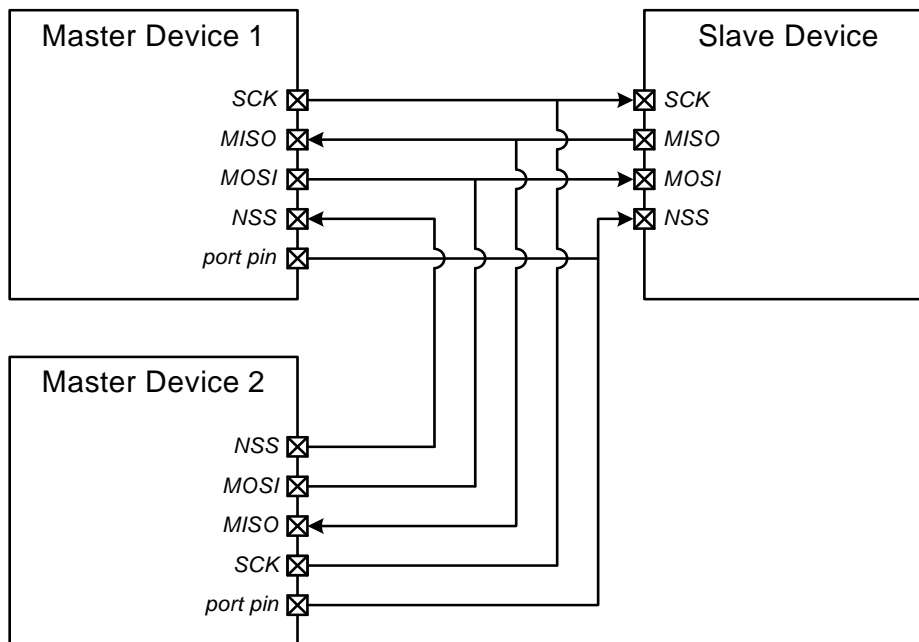 Master Device 1
SCK
MISO
MOSI
NSS
port pin
Slave Device
SCK
MISO
MOSI
NSS
Master Device 2
NSS
MOSI
MISO
SCK
port pin